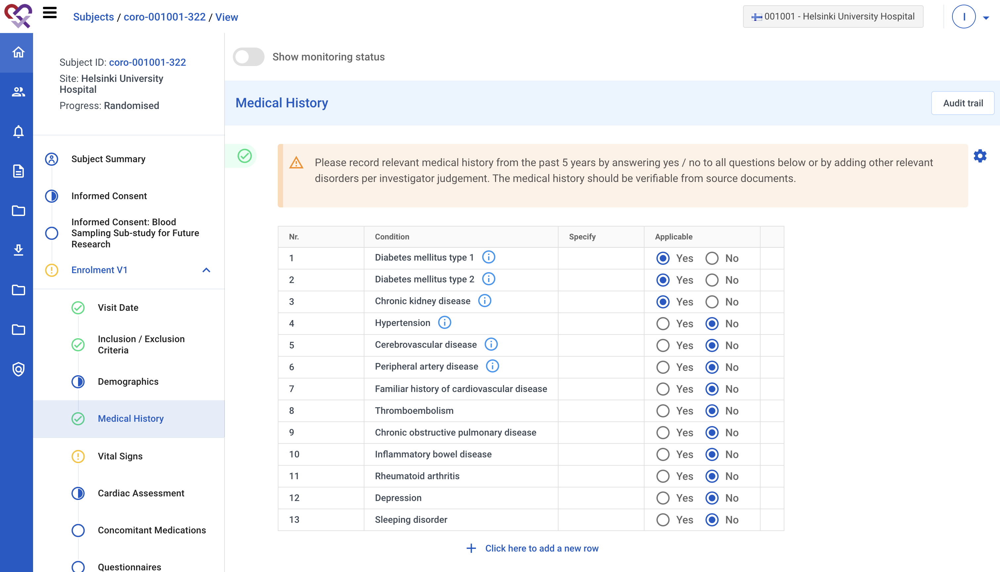 Subjects / coro-001001-322 / View
001001 - Helsinki University Hospital
I
Subject ID: coro-001001-322
Site: Helsinki University
Hospital
Progress: Randomised
Subject Summary
Informed Consent
Informed Consent: Blood
Sampling Sub-study for Future
Research
Enrolment V1
Visit Date
Inclusion / Exclusion
Criteria
Demographics
Medical History
Vital Signs
Cardiac Assessment
Concomitant Medications
Questionnaires
Show monitoring status
Medical History
Audit trail
Please record relevant medical history from the past 5 years by answering yes / no to all questions below or by adding other relevant
disorders per investigator judgement. The medical history should be verifiable from source documents.
Nr. Condition Specify Applicable
1 Diabetes mellitus type 1 Yes No
2 Diabetes mellitus type 2 Yes No
3 Chronic kidney disease Yes No
4 Hypertension Yes No
5 Cerebrovascular disease Yes No
6 Peripheral artery disease Yes No
7 Familiar history of cardiovascular disease Yes No
8 Thromboembolism Yes No
9 Chronic obstructive pulmonary disease Yes No
10 Inflammatory bowel disease Yes No
11 Rheumatoid arthritis Yes No
12 Depression Yes No
13 Sleeping disorder Yes No
+ Click here to add a new row